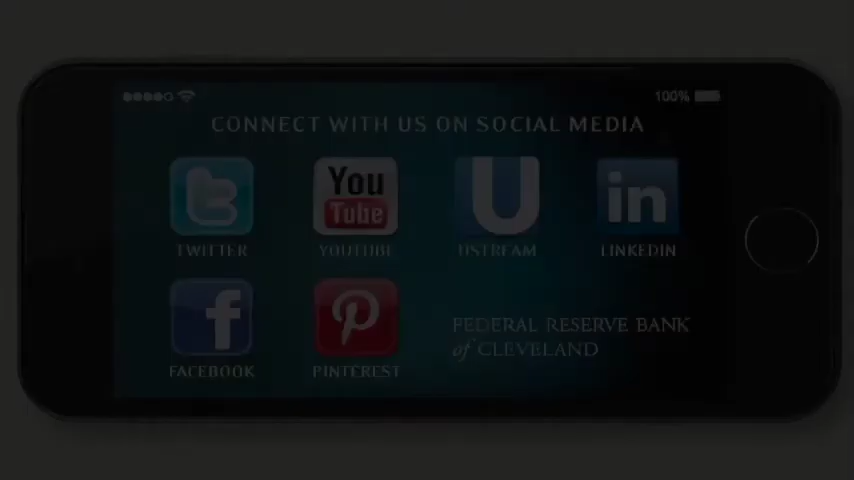 100%
CONNECT WITH US ON SOCIAL MEDIA
You
Tube
U
in
TWITTER
YOUTUBE
USTREAM
LINKEDIN
f
FEDERAL RESERVE BANK
of CLEVELAND
FACEBOOK
PINTEREST